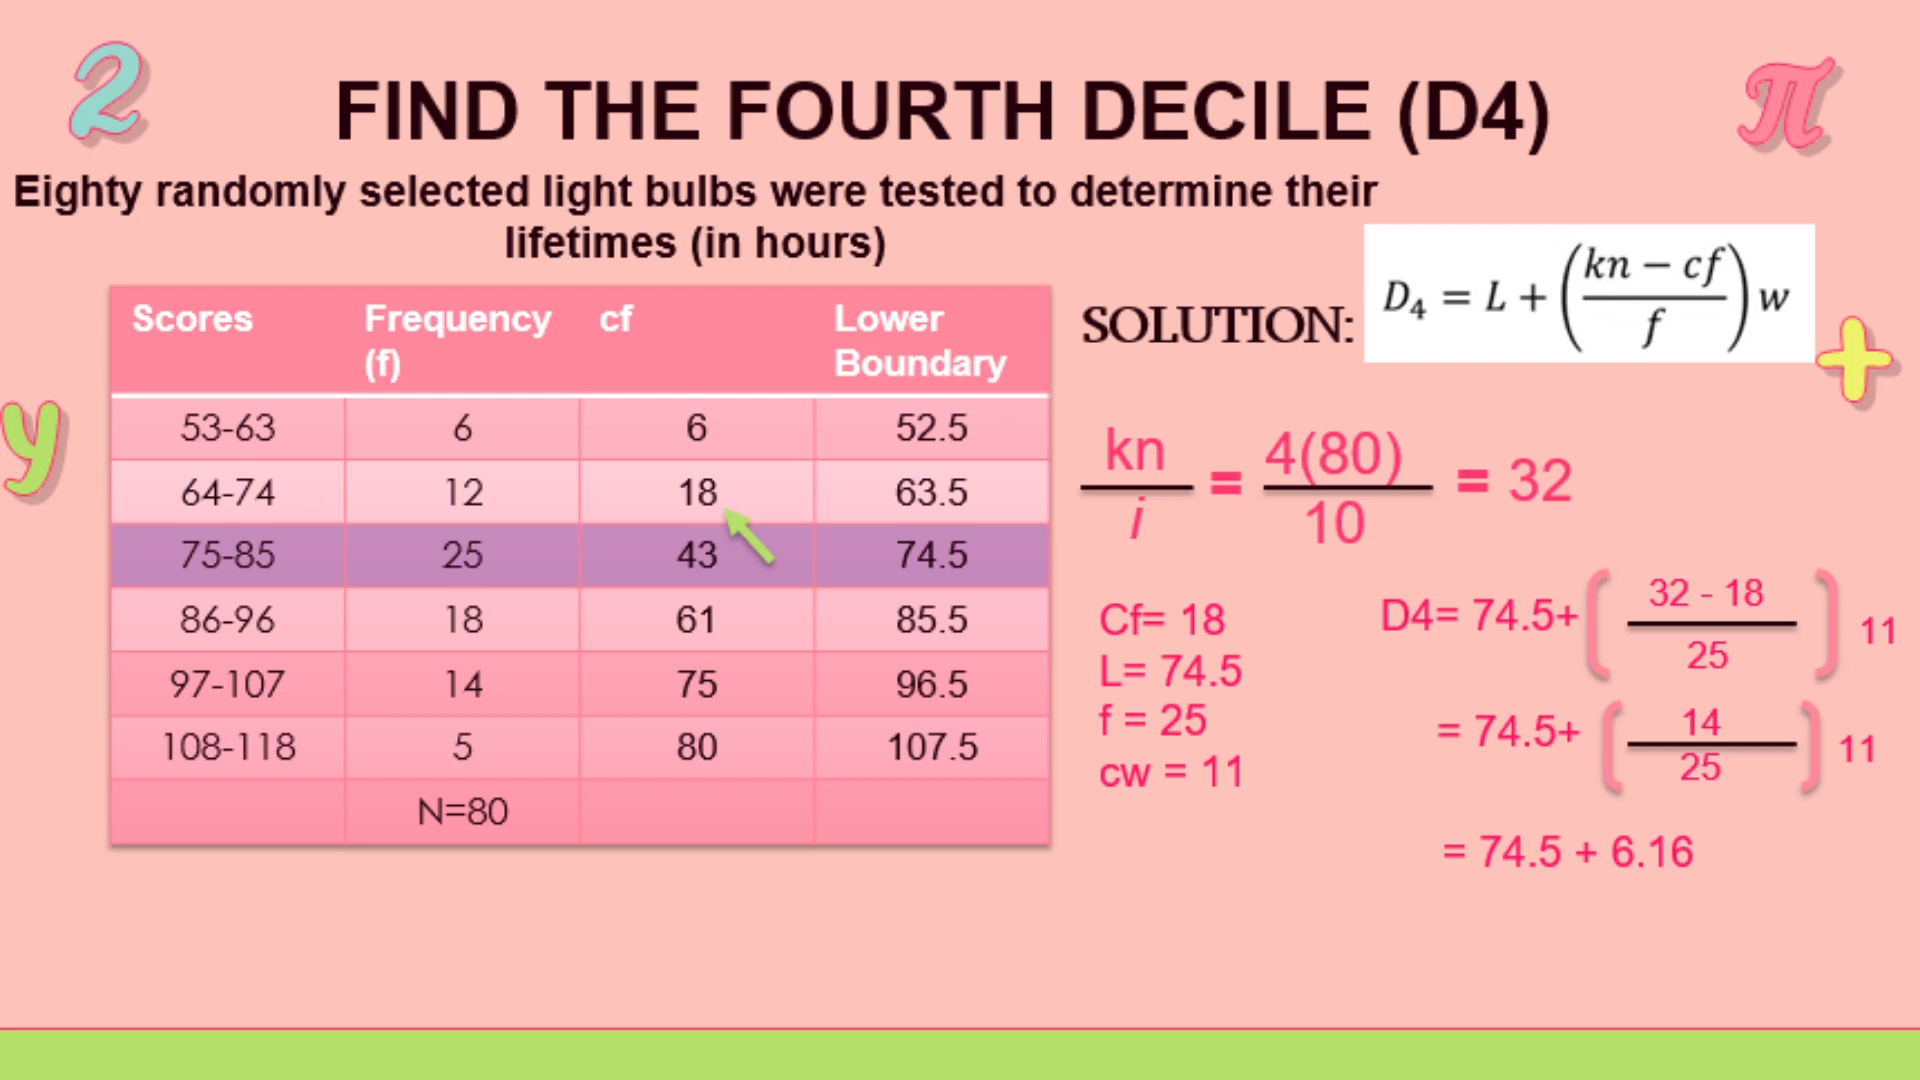 2
π
FIND THE FOURTH DECILE (D4)
Eighty randomly selected light bulbs were tested to determine their
lifetimes (in hours)
Scores Frequency (f) cf Lower Boundary
53-63 6 6 52.5
64-74 12 18 63.5
75-85 25 43 74.5
86-96 18 61 85.5
97-107 14 75 96.5
108-118 5 80 107.5
N=80
y
SOLUTION:
D₄ = L + ((kn − cf)/f) w
+
kn/i = 4(80)/10 = 32
Cf= 18
L= 74.5
f = 25
cw = 11
D4= 74.5+ (32 - 18 / 25) 11
= 74.5+ (14/25) 11
= 74.5 + 6.16